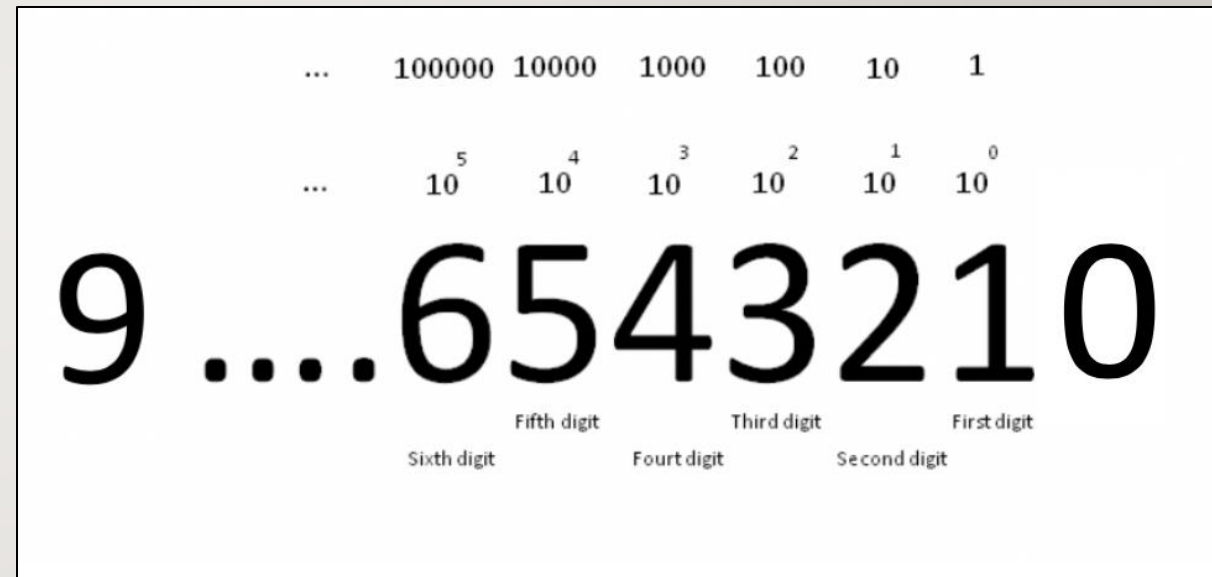 ... 100000 10000 1000 100 10 1
5 4 3 2 1 0
... 10 10 10 10 10 10
9 ....6543210
Fifth digit Third digit First digit
Sixth digit Fourt digit Second digit